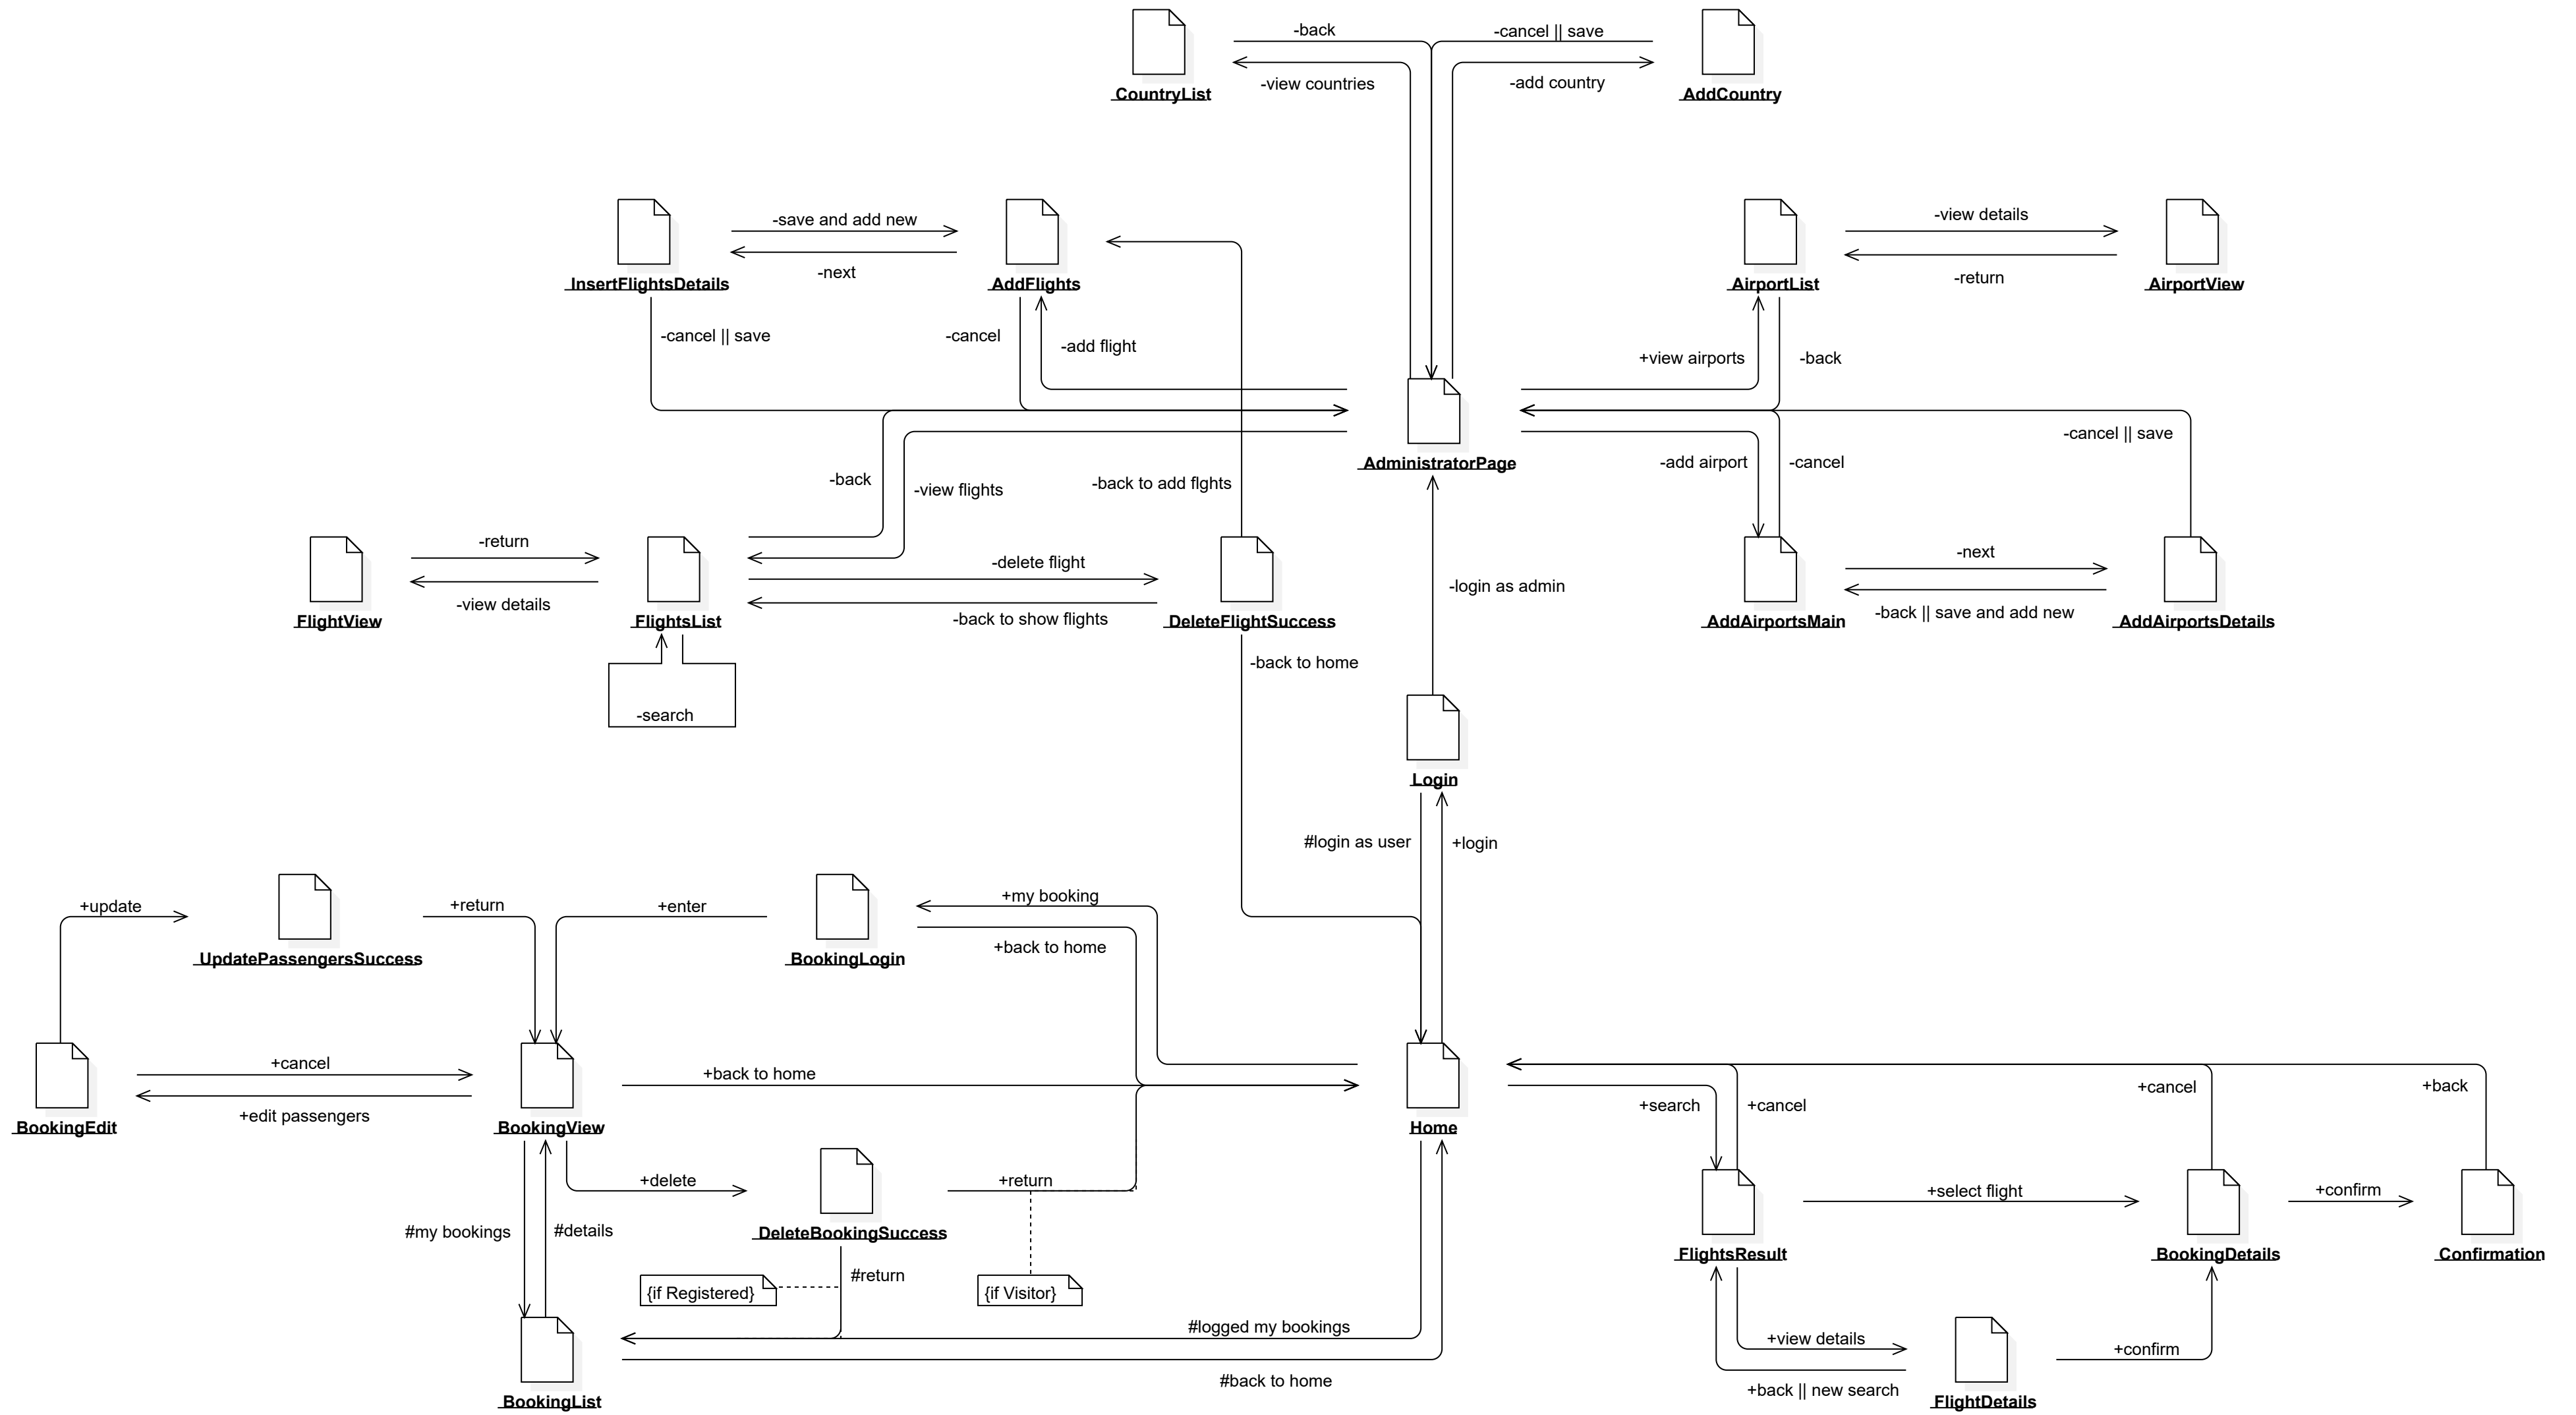 -back
-cancel || save
-view countries
-add country
CountryList
AddCountry
-save and add new
-view details
-next
-return
InsertFlightsDetails
AddFlights
AirportList
AirportView
-cancel || save
-cancel
-add flight
+view airports
-back
-cancel || save
AdministratorPage
-add airport
-cancel
-back
-view flights
-back to add flghts
-return
-delete flight
-next
-login as admin
-view details
-back to show flights
-back || save and add new
FlightView
FlightsList
DeleteFlightSuccess
AddAirportsMain
AddAirportsDetails
-back to home
-search
Login
#login as user
+login
+update
+return
+enter
+my booking
+back to home
UpdatePassengersSuccess
BookingLogin
+cancel
+back to home
+edit passengers
+search
+cancel
+cancel
+back
BookingEdit
BookingView
Home
+delete
+return
+select flight
+confirm
#my bookings
#details
DeleteBookingSuccess
FlightsResult
BookingDetails
Confirmation
#return
{if Registered}
{if Visitor}
#logged my bookings
+view details
+confirm
#back to home
+back || new search
BookingList
FlightDetails